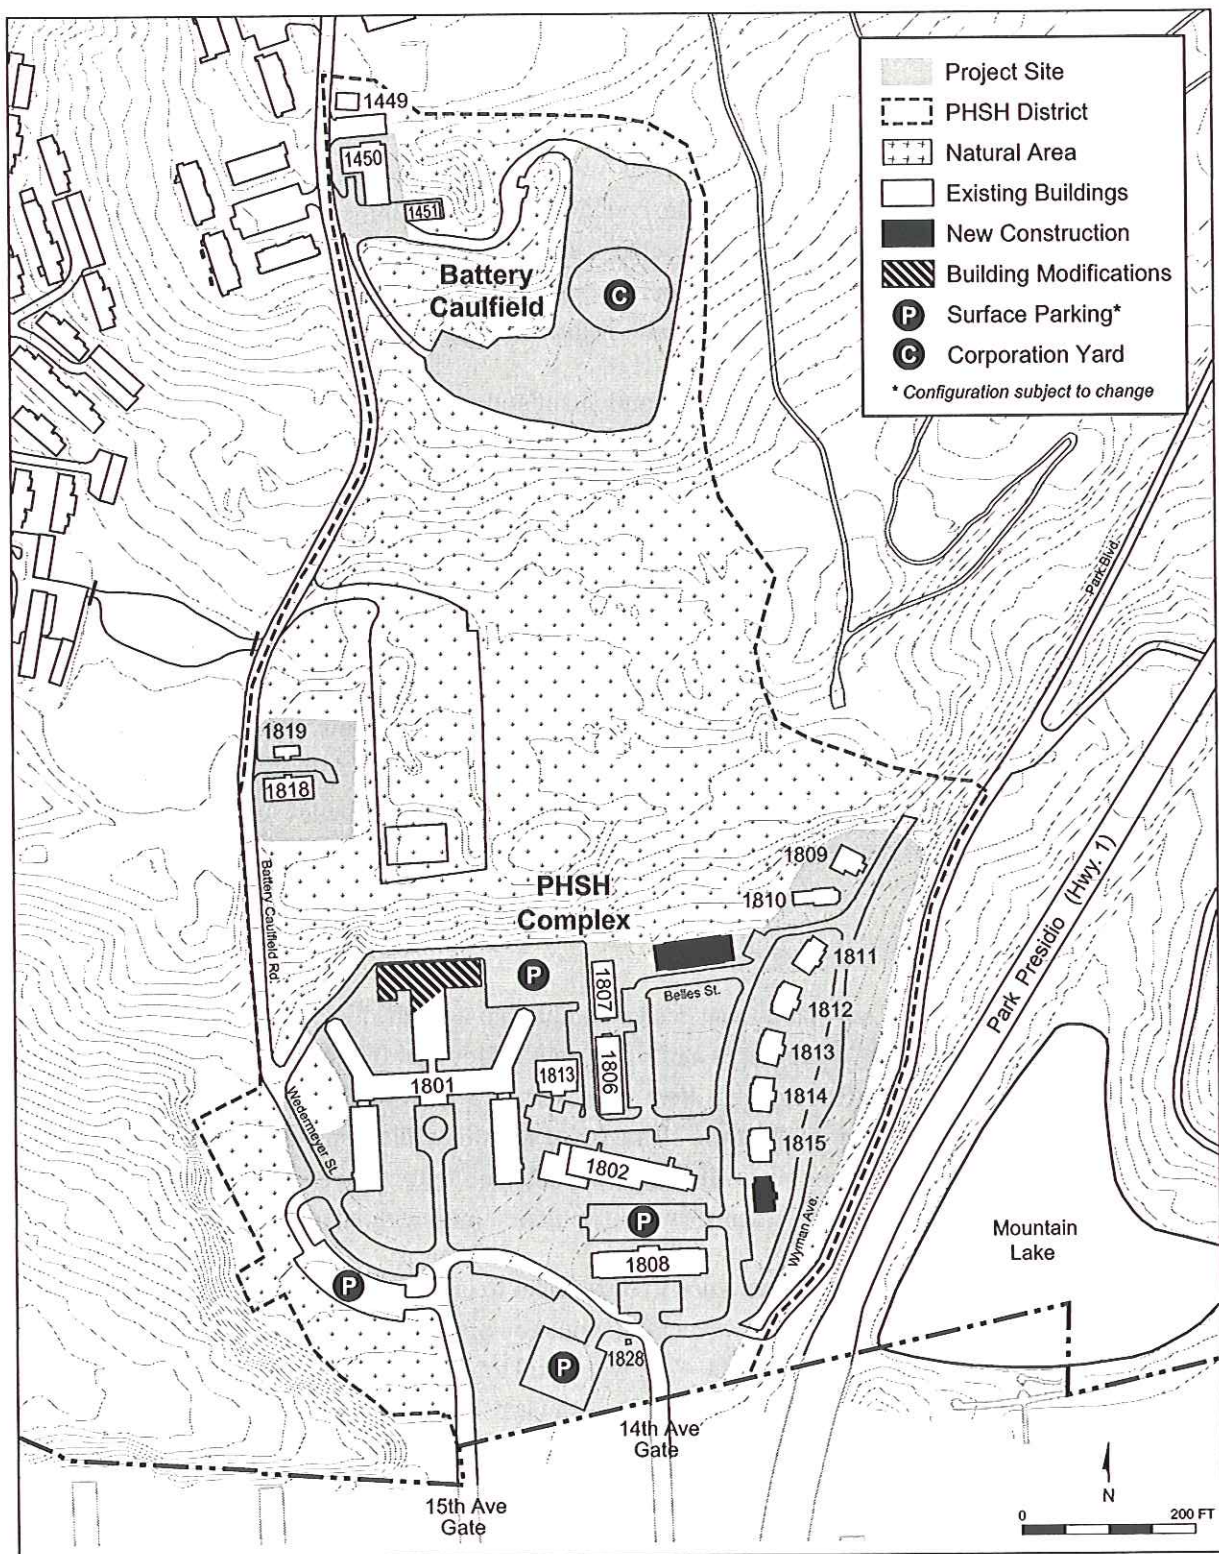 Project Site
PHSH District
Natural Area
Existing Buildings
New Construction
Building Modifications
P Surface Parking*
C Corporation Yard
* Configuration subject to change
1449
1450
1451
Battery
Caulfield
C
Park Blvd.
1819
1818
Battery Caulfield Rd.
PHSH
Complex
1809
1810
1811
P
1807
Belles St.
1812
Park Presidio (Hwy. 1)
1813
1806
1813
1801
1814
Wedermeyer St.
1815
1802
P
Wyman Ave.
Mountain
Lake
1808
P
P
1828
14th Ave
Gate
15th Ave
Gate
N
0 200 FT